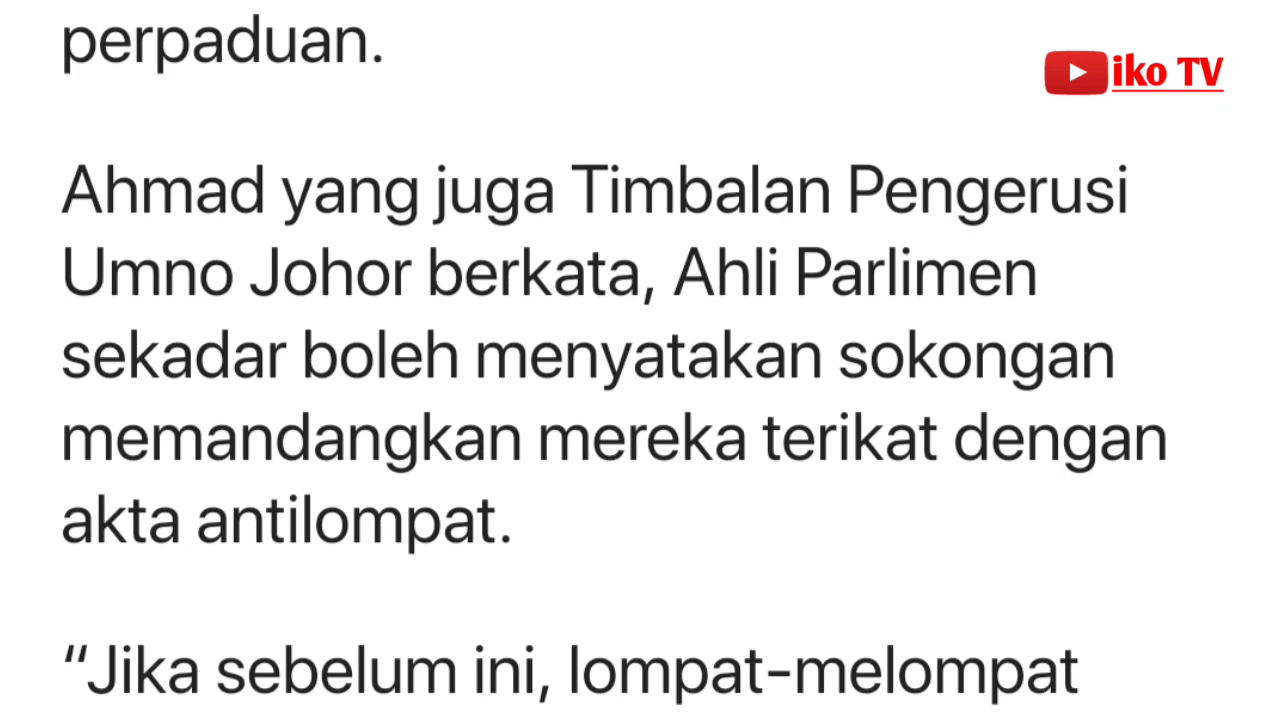 perpaduan.
iko TV
Ahmad yang juga Timbalan Pengerusi
Umno Johor berkata, Ahli Parlimen
sekadar boleh menyatakan sokongan
memandangkan mereka terikat dengan
akta antilompat.
“Jika sebelum ini, lompat-melompat